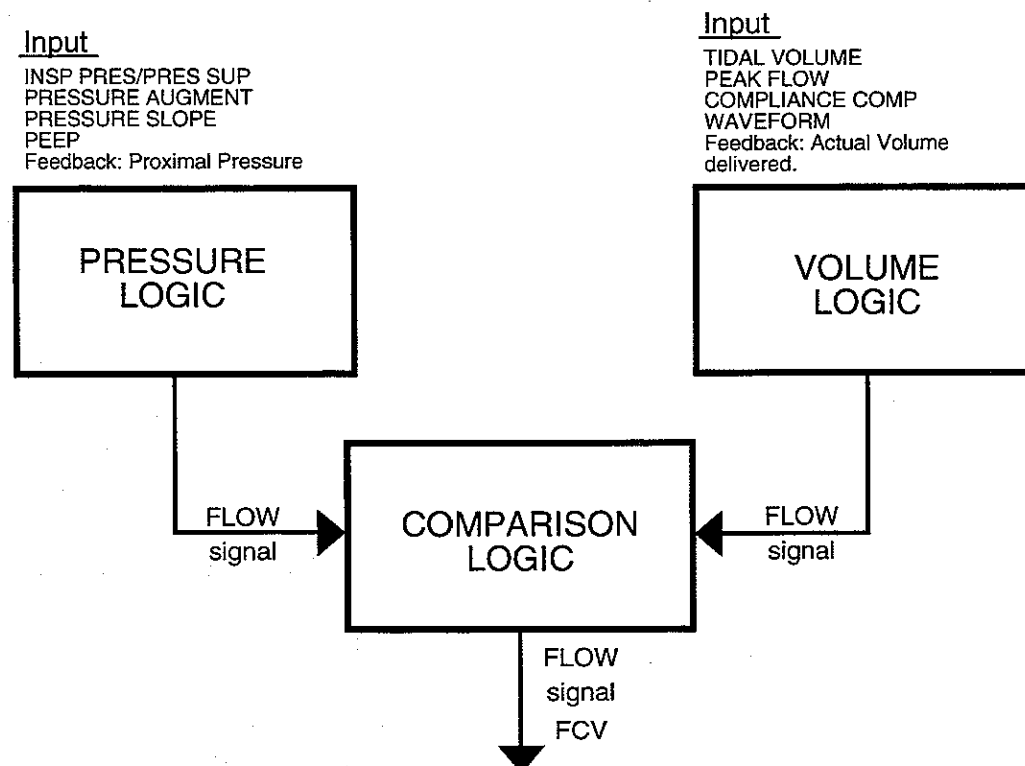 Input
INSP PRES/PRES SUP
PRESSURE AUGMENT
PRESSURE SLOPE
PEEP
Feedback: Proximal Pressure
Input
TIDAL VOLUME
PEAK FLOW
COMPLIANCE COMP
WAVEFORM
Feedback: Actual Volume
delivered.
PRESSURE
LOGIC
VOLUME
LOGIC
FLOW
signal
COMPARISON
LOGIC
FLOW
signal
FLOW
signal
FCV